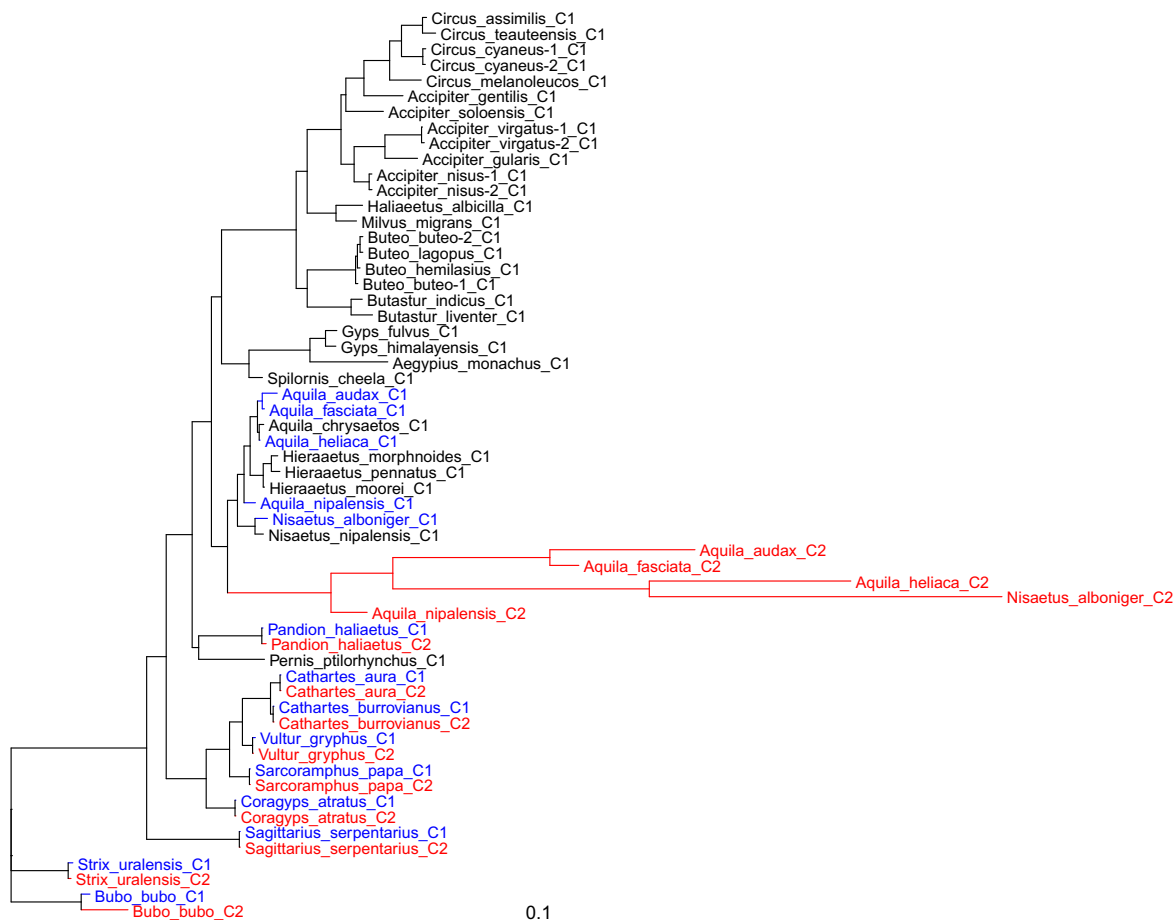 Circus_assimilis_C1
Circus_teauteensis_C1
Circus_cyaneus-1_C1
Circus_cyaneus-2_C1
Circus_melanoleucos_C1
Accipiter_gentilis_C1
Accipiter_soloensis_C1
Accipiter_virgatus-1_C1
Accipiter_virgatus-2_C1
Accipiter_gularis_C1
Accipiter_nisus-1_C1
Accipiter_nisus-2_C1
Haliaeetus_albicilla_C1
Milvus_migrans_C1
Buteo_buteo-2_C1
Buteo_lagopus_C1
Buteo_hemilasius_C1
Buteo_buteo-1_C1
Butastur_indicus_C1
Butastur_liventer_C1
Gyps_fulvus_C1
Gyps_himalayensis_C1
Aegypius_monachus_C1
Spilornis_cheela_C1
Aquila_audax_C1
Aquila_fasciata_C1
Aquila_chrysaetos_C1
Aquila_heliaca_C1
Hieraaetus_morphnoides_C1
Hieraaetus_pennatus_C1
Hieraaetus_moorei_C1
Aquila_nipalensis_C1
Nisaetus_alboniger_C1
Nisaetus_nipalensis_C1
Aquila_audax_C2
Aquila_fasciata_C2
Aquila_heliaca_C2
Nisaetus_alboniger_C2
Aquila_nipalensis_C2
Pandion_haliaetus_C1
Pandion_haliaetus_C2
Pernis_ptilorhynchus_C1
Cathartes_aura_C1
Cathartes_aura_C2
Cathartes_burrovianus_C1
Cathartes_burrovianus_C2
Vultur_gryphus_C1
Vultur_gryphus_C2
Sarcoramphus_papa_C1
Sarcoramphus_papa_C2
Coragyps_atratus_C1
Coragyps_atratus_C2
Sagittarius_serpentarius_C1
Sagittarius_serpentarius_C2
Strix_uralensis_C1
Strix_uralensis_C2
Bubo_bubo_C1
Bubo_bubo_C2
0.1